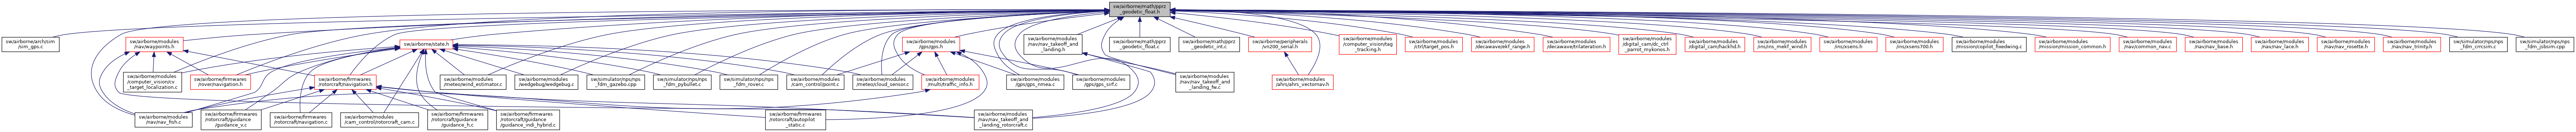 sw/airborne/math/pprz
_geodetic_float.h
sw/airborne/arch/sim
/sim_gps.c
sw/airborne/modules
/nav/waypoints.h
sw/airborne/state.h
sw/airborne/modules
/gps/gps.h
sw/airborne/modules
/nav/nav_takeoff_and
_landing.h
sw/airborne/math/pprz
_geodetic_float.c
sw/airborne/math/pprz
_geodetic_int.c
sw/airborne/peripherals
/vn200_serial.h
sw/airborne/modules
/computer_vision/tag
_tracking.h
sw/airborne/modules
/ctrl/target_pos.h
sw/airborne/modules
/decawave/ekf_range.h
sw/airborne/modules
/decawave/trilateration.h
sw/airborne/modules
/digital_cam/dc_ctrl
_parrot_mykonos.h
sw/airborne/modules
/digital_cam/hackhd.h
sw/airborne/modules
/ins/ins_mekf_wind.h
sw/airborne/modules
/ins/xsens.h
sw/airborne/modules
/ins/xsens700.h
sw/airborne/modules
/mission/copilot_fixedwing.c
sw/airborne/modules
/mission/mission_common.h
sw/airborne/modules
/nav/common_nav.c
sw/airborne/modules
/nav/nav_base.h
sw/airborne/modules
/nav/nav_lace.h
sw/airborne/modules
/nav/nav_rosette.h
sw/airborne/modules
/nav/nav_trinity.h
sw/simulator/nps/nps
_fdm_crrcsim.c
sw/simulator/nps/nps
_fdm_jsbsim.cpp
sw/airborne/modules
/computer_vision/cv
_target_localization.c
sw/airborne/firmwares
/rover/navigation.h
sw/airborne/firmwares
/rotorcraft/navigation.h
sw/airborne/modules
/meteo/wind_estimator.c
sw/airborne/modules
/wedgebug/wedgebug.c
sw/simulator/nps/nps
_fdm_gazebo.cpp
sw/simulator/nps/nps
_fdm_pybullet.c
sw/simulator/nps/nps
_fdm_rover.c
sw/airborne/modules
/cam_control/point.c
sw/airborne/modules
/meteo/cloud_sensor.c
sw/airborne/modules
/multi/traffic_info.h
sw/airborne/modules
/gps/gps_nmea.c
sw/airborne/modules
/gps/gps_sirf.c
sw/airborne/modules
/nav/nav_takeoff_and
_landing_fw.c
sw/airborne/modules
/ahrs/ahrs_vectornav.h
sw/airborne/modules
/nav/nav_fish.c
sw/airborne/firmwares
/rotorcraft/guidance
/guidance_v.c
sw/airborne/firmwares
/rotorcraft/navigation.c
sw/airborne/modules
/cam_control/rotorcraft_cam.c
sw/airborne/firmwares
/rotorcraft/guidance
/guidance_h.c
sw/airborne/firmwares
/rotorcraft/guidance
/guidance_indi_hybrid.c
sw/airborne/firmwares
/rotorcraft/autopilot
_static.c
sw/airborne/modules
/nav/nav_takeoff_and
_landing_rotorcraft.c